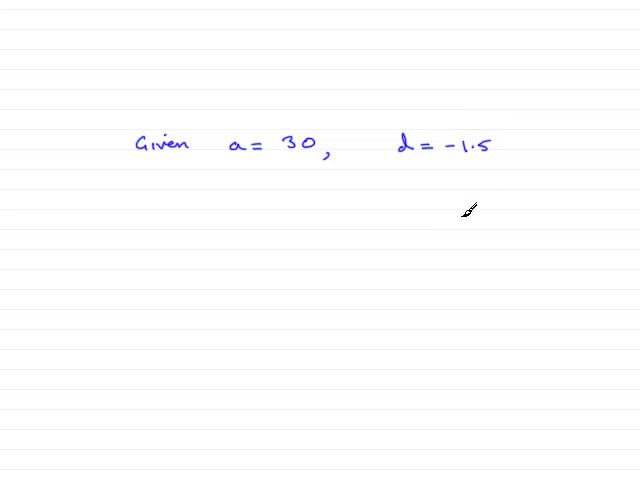 Given a = 30, d = -1.5